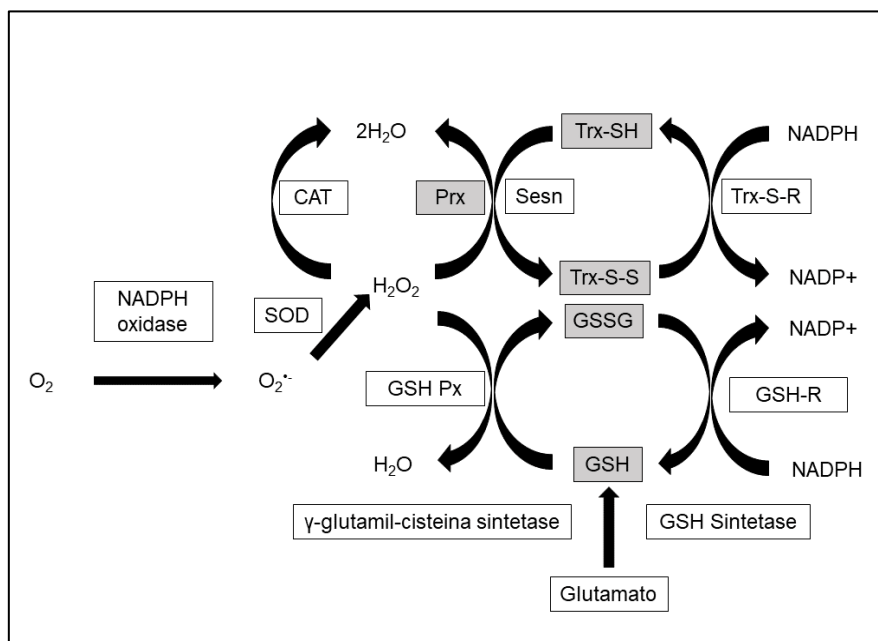 2H₂O
Trx-SH
NADPH
CAT
Prx
Sesn
Trx-S-R
H₂O₂
Trx-S-S
NADP+
NADPH
oxidase
SOD
GSSG
NADP+
O₂
O₂•-
GSH Px
GSH-R
H₂O
GSH
NADPH
γ-glutamil-cisteina sintetase
GSH Sintetase
Glutamato